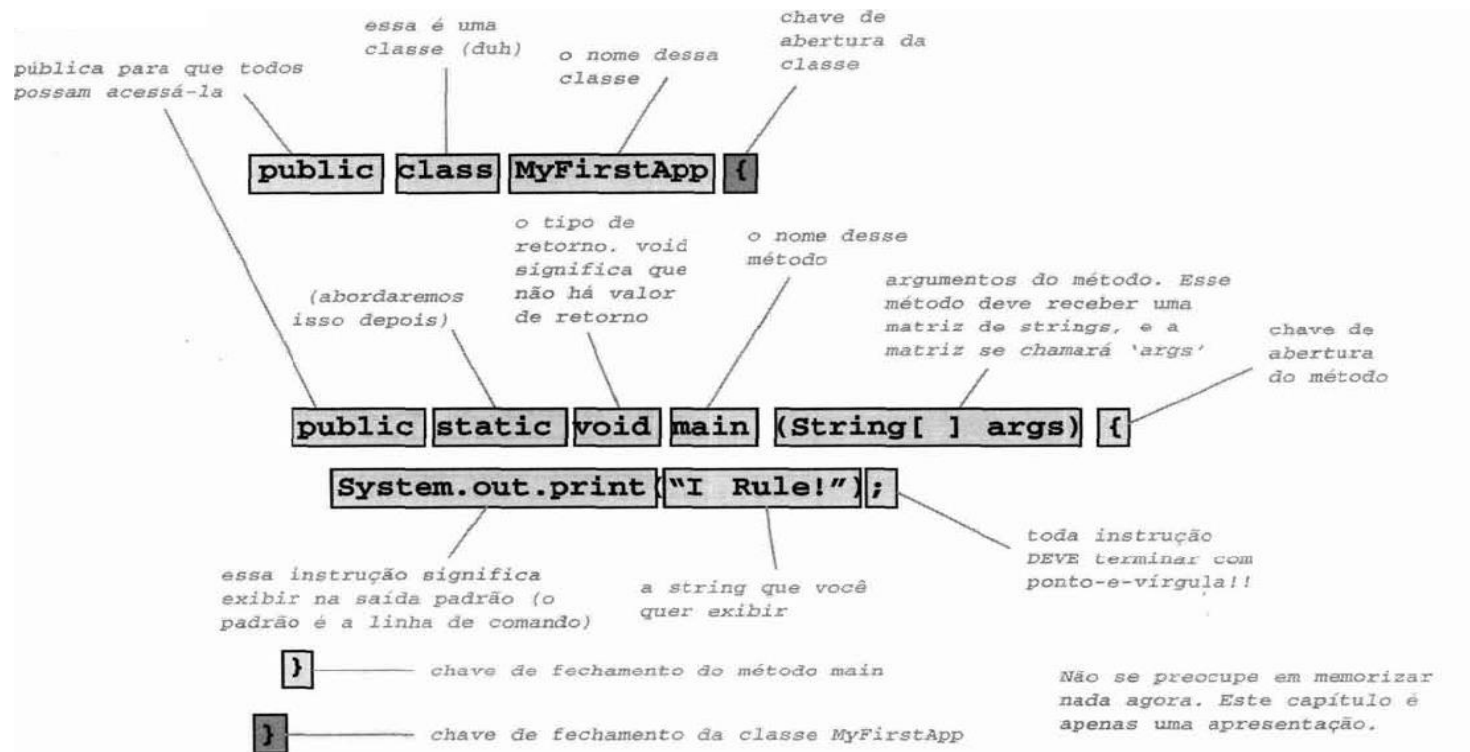 essa é uma
classe (duh)
chave de
abertura da
classe
o nome dessa
classe
pública para que todos
possam acessá-la
public class MyFirstApp {
o tipo de
retorno. void
significa que
não há valor
de retorno
o nome desse
método
argumentos do método. Esse
método deve receber uma
matriz de strings, e a
matriz se chamará 'args'
(abordaremos
isso depois)
chave de
abertura
do método
public static void main (String[ ] args) {
System.out.print("I Rule!");
toda instrução
DEVE terminar com
ponto-e-vírgula!!
essa instrução significa
exibir na saída padrão (o
padrão é a linha de comando)
a string que você
quer exibir
} chave de fechamento do método main
Não se preocupe em memorizar
nada agora. Este capítulo é
apenas uma apresentação.
} chave de fechamento da classe MyFirstApp